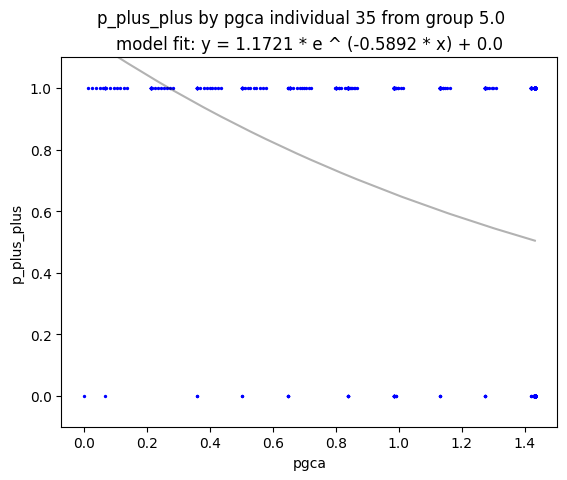 p_plus_plus by pgca individual 35 from group 5.0
model fit: y = 1.1721 * e ^ (-0.5892 * x) + 0.0
1.0
0.8
0.6
0.4
0.2
0.0
p_plus_plus
0.0 0.2 0.4 0.6 0.8 1.0 1.2 1.4
pgca